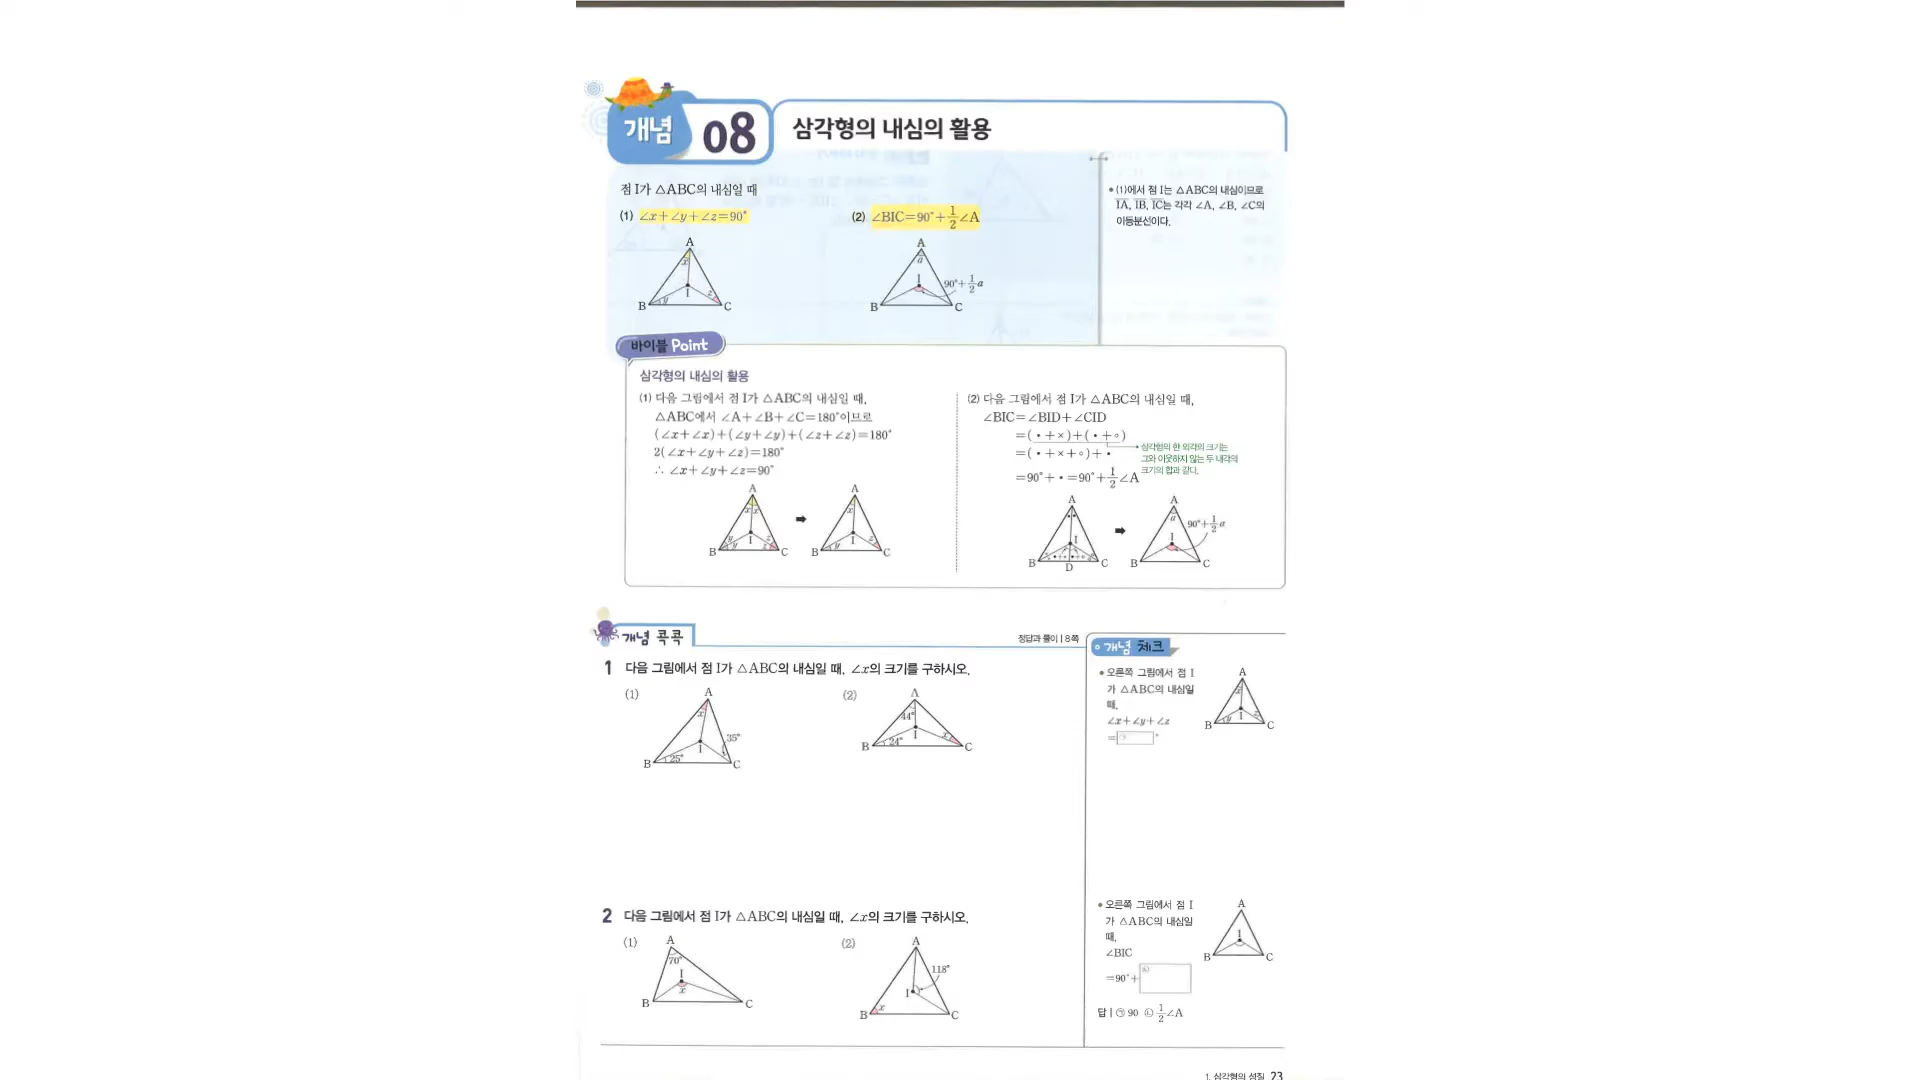 개념 08 삼각형의 내심의 활용
점 I가 △ABC의 내심일 때
(1) ∠x+∠y+∠z=90°
A
x
I
y
z
B
C
(2) ∠BIC=90°+1/2∠A
A
a
I
90°+1/2a
B
C
• (1)에서 점 I는 △ABC의 내심이므로
IA, IB, IC는 각각 ∠A, ∠B, ∠C의
이등분선이다.
바이블 Point
삼각형의 내심의 활용
(1) 다음 그림에서 점 I가 △ABC의 내심일 때,
△ABC에서 ∠A+∠B+∠C=180°이므로
(∠x+∠x)+(∠y+∠y)+(∠z+∠z)=180°
2(∠x+∠y+∠z)=180°
∴ ∠x+∠y+∠z=90°
A
x x
I
y
y
z
z
B
C
➡
A
x
I
y
z
B
C
(2) 다음 그림에서 점 I가 △ABC의 내심일 때,
∠BIC=∠BID+∠CID
=(•+×)+(•+∘)
=(•+×+∘)+•
=90°+•=90°+1/2∠A
삼각형의 한 외각의 크기는
그와 이웃하지 않는 두 내각의
크기의 합과 같다.
A
I
B
D
C
➡
A
a
I
90°+1/2a
B
C
개념 콕콕
정답과 풀이 | 8쪽
1 다음 그림에서 점 I가 △ABC의 내심일 때, ∠x의 크기를 구하시오.
(1)
A
x
I
35°
25°
B
C
(2)
A
44°
I
24°
x
B
C
2 다음 그림에서 점 I가 △ABC의 내심일 때, ∠x의 크기를 구하시오.
(1)
A
70°
I
x
B
C
(2)
A
118°
I
x
B
C
개념 체크
• 오른쪽 그림에서 점 I
가 △ABC의 내심일
때,
∠x+∠y+∠z
=㉠°
A
x
I
y
z
B
C
• 오른쪽 그림에서 점 I
가 △ABC의 내심일
때,
∠BIC
=90°+㉡
A
I
B
C
답 | ㉠ 90 ㉡ 1/2∠A
1. 삼각형의 성질 23